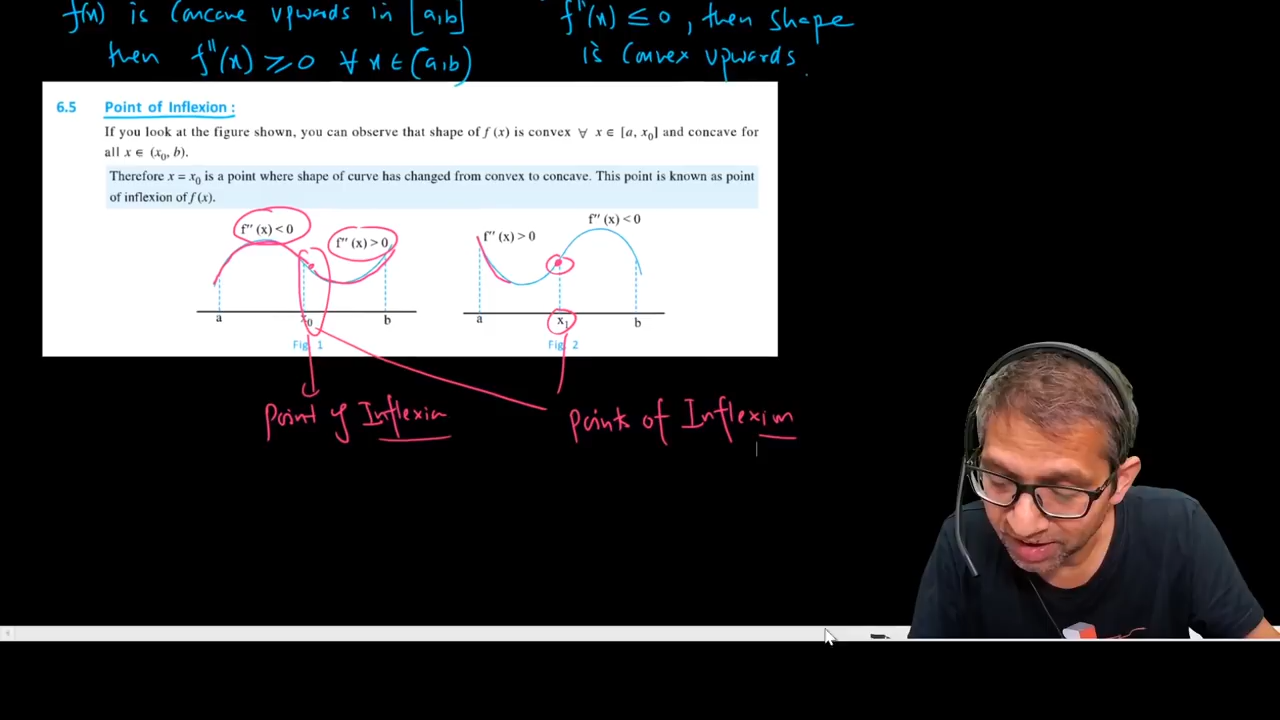 f(x) is Concave upwards in [a,b]
then f''(x) ≥ 0 ∀ x ∈ (a,b)
f''(x) ≤ 0, then shape
is Convex upwards.
6.5 Point of Inflexion :
If you look at the figure shown, you can observe that shape of f (x) is convex ∀ x ∈ [a, x₀] and concave for
all x ∈ (x₀, b).
Therefore x = x₀ is a point where shape of curve has changed from convex to concave. This point is known as point
of inflexion of f (x).
f'' (x) < 0
f'' (x) > 0
a x₀ b
Fig 1
f'' (x) > 0
f'' (x) < 0
a x₁ b
Fig 2
Point of Inflexion
Points of Inflexion